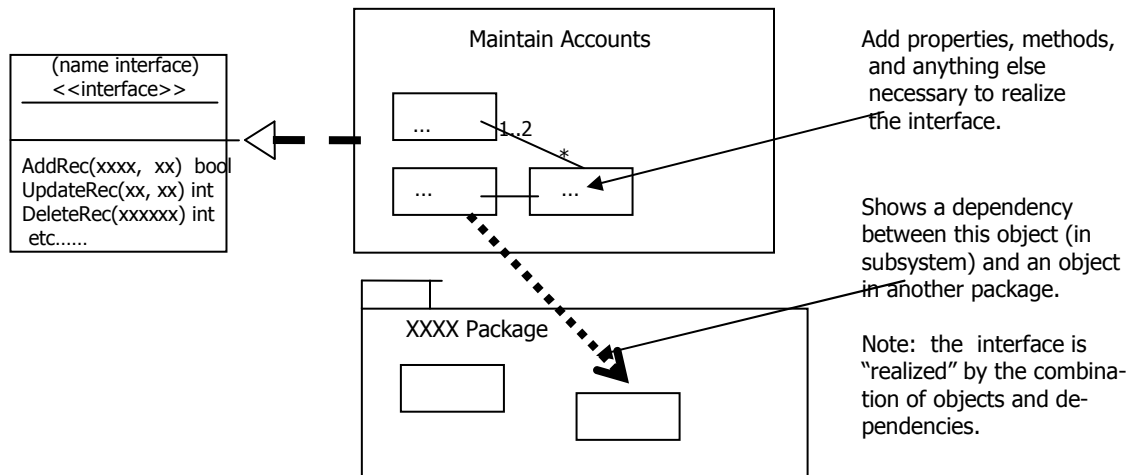 (name interface)
<<interface>>
AddRec(xxxx, xx) bool
UpdateRec(xx, xx) int
DeleteRec(xxxxxx) int
etc......
Maintain Accounts
...
1..2
*
...
...
XXXX Package
Add properties, methods,
and anything else
necessary to realize
the interface.
Shows a dependency
between this object (in
subsystem) and an object
in another package.
Note: the interface is
“realized” by the combina-
tion of objects and de-
pendencies.